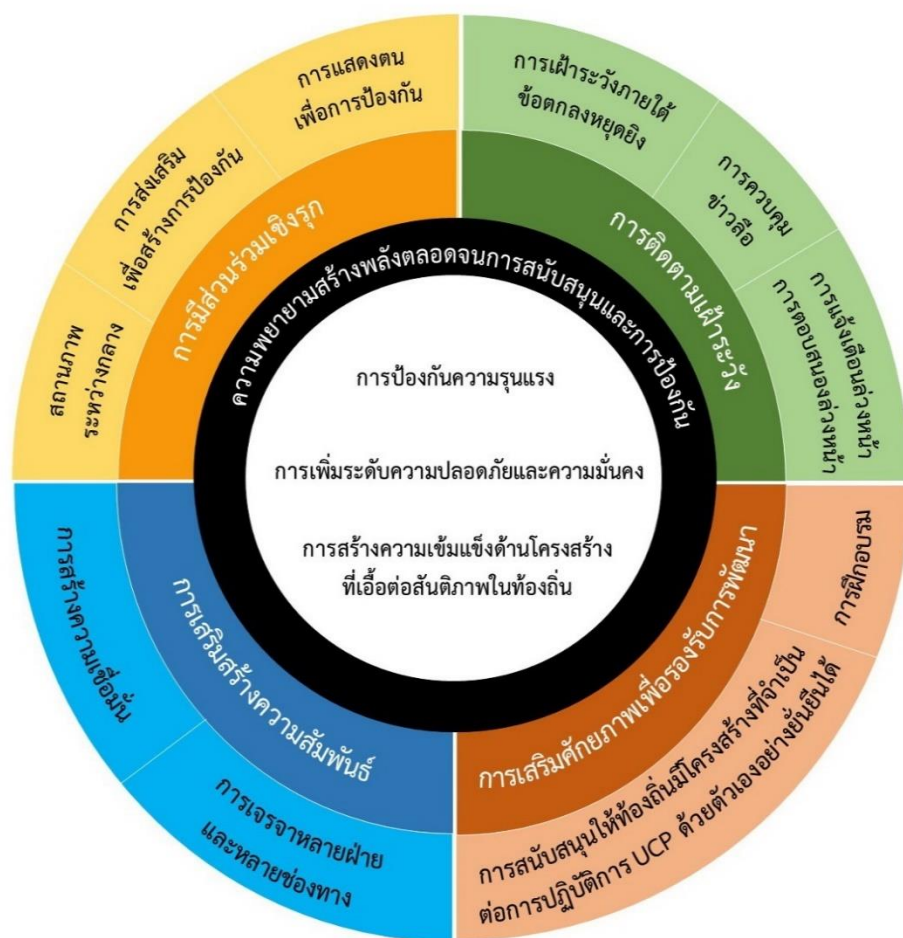 การแสดงตน
เพื่อการป้องกัน
การส่งเสริม
เพื่อสร้างการป้องกัน
สถานภาพ
ระหว่างกลาง
การมีส่วนร่วมเชิงรุก
การเฝ้าระวังภายใต้
ข้อตกลงหยุดยิง
การควบคุม
ข่าวลือ
การแจ้งเตือนล่วงหน้า
การตอบสนองล่วงหน้า
การติดตามเฝ้าระวัง
ความพยายามสร้างพลังตลอดจนการสนับสนุนและการป้องกัน
การป้องกันความรุนแรง
การเพิ่มระดับความปลอดภัยและความมั่นคง
การสร้างความเข้มแข็งด้านโครงสร้าง
ที่เอื้อต่อสันติภาพในท้องถิ่น
การสร้างความเชื่อมั่น
การเจรจาหลายฝ่าย
และหลายช่องทาง
การเสริมสร้างความสัมพันธ์
การฝึกอบรม
การสนับสนุนให้ท้องถิ่นมีโครงสร้างที่จำเป็น
ต่อการปฏิบัติการ UCP ด้วยตัวเองอย่างยั่งยืนได้
การเสริมศักยภาพเพื่อรองรับการพัฒนา